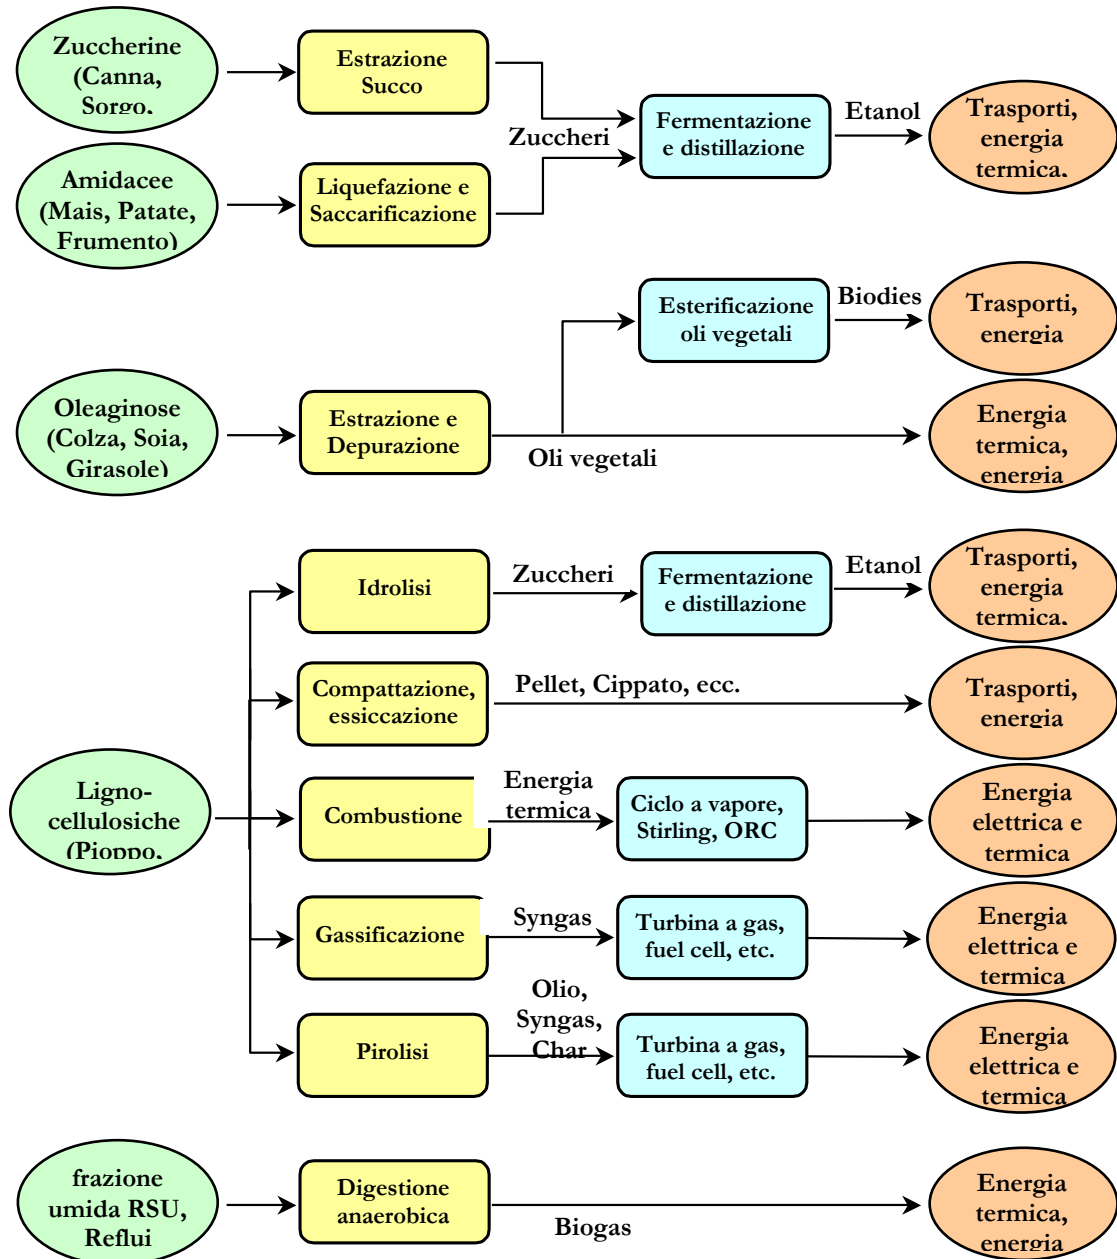 Zuccherine
(Canna,
Sorgo,
Estrazione
Succo
Zuccheri
Fermentazione
e distillazione
Etanol
Trasporti,
energia
termica,
Amidacee
(Mais, Patate,
Frumento)
Liquefazione e
Saccarificazione
Esterificazione
oli vegetali
Biodies
Trasporti,
energia
Oleaginose
(Colza, Soia,
Girasole)
Estrazione e
Depurazione
Oli vegetali
Energia
termica,
energia
Ligno-
cellulosiche
(Pioppo,
Idrolisi
Zuccheri
Fermentazione
e distillazione
Etanol
Trasporti,
energia
termica,
Compattazione,
essiccazione
Pellet, Cippato, ecc.
Trasporti,
energia
Combustione
Energia
termica
Ciclo a vapore,
Stirling, ORC
Energia
elettrica e
termica
Gassificazione
Syngas
Turbina a gas,
fuel cell, etc.
Energia
elettrica e
termica
Pirolisi
Olio,
Syngas,
Char
Turbina a gas,
fuel cell, etc.
Energia
elettrica e
termica
frazione
umida RSU,
Reflui
Digestione
anaerobica
Biogas
Energia
termica,
energia